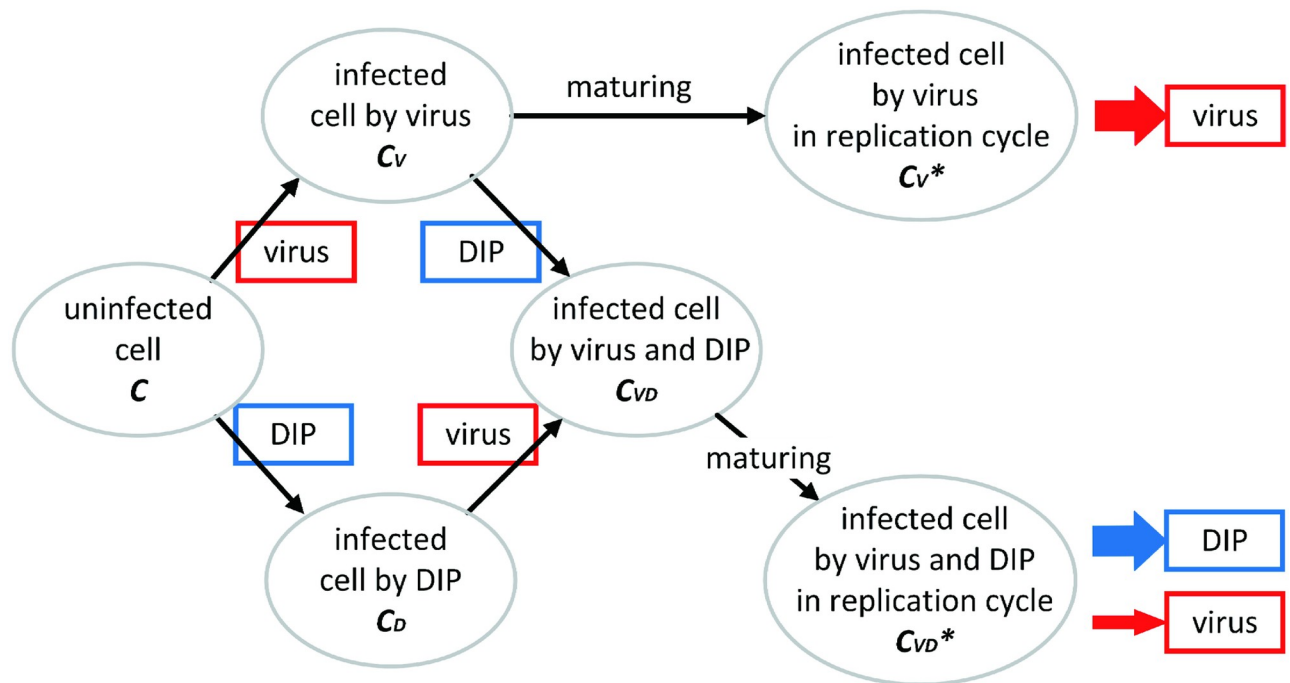 infected
cell by virus
CV
maturing
infected cell
by virus
in replication cycle
CV*
virus
virus
DIP
uninfected
cell
C
infected cell
by virus and DIP
CVD
DIP
virus
maturing
infected
cell by DIP
CD
infected cell
by virus and DIP
in replication cycle
CVD*
DIP
virus